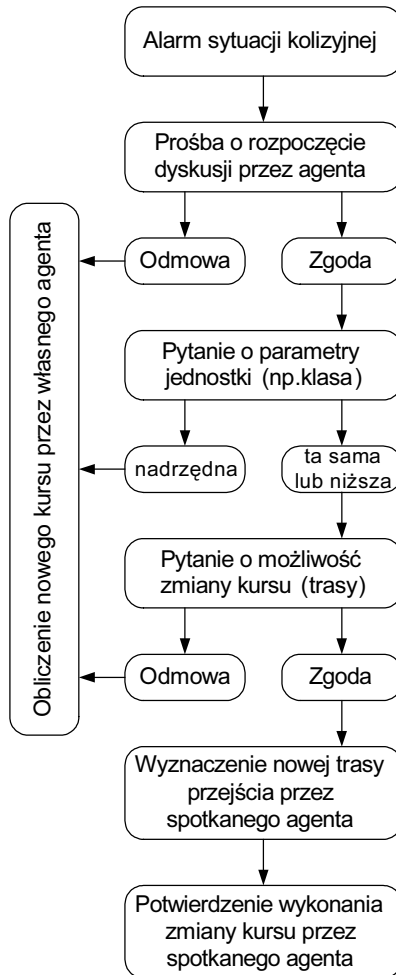 Alarm sytuacji kolizyjnej
Prośba o rozpoczęcie
dyskusji przez agenta
Odmowa
Zgoda
Pytanie o parametry
jednostki (np.klasa)
nadrzędna
ta sama
lub niższa
Pytanie o możliwość
zmiany kursu (trasy)
Odmowa
Zgoda
Obliczenie nowego kursu przez własnego agenta
Wyznaczenie nowej trasy
przejścia przez
spotkanego agenta
Potwierdzenie wykonania
zmiany kursu przez
spotkanego agenta